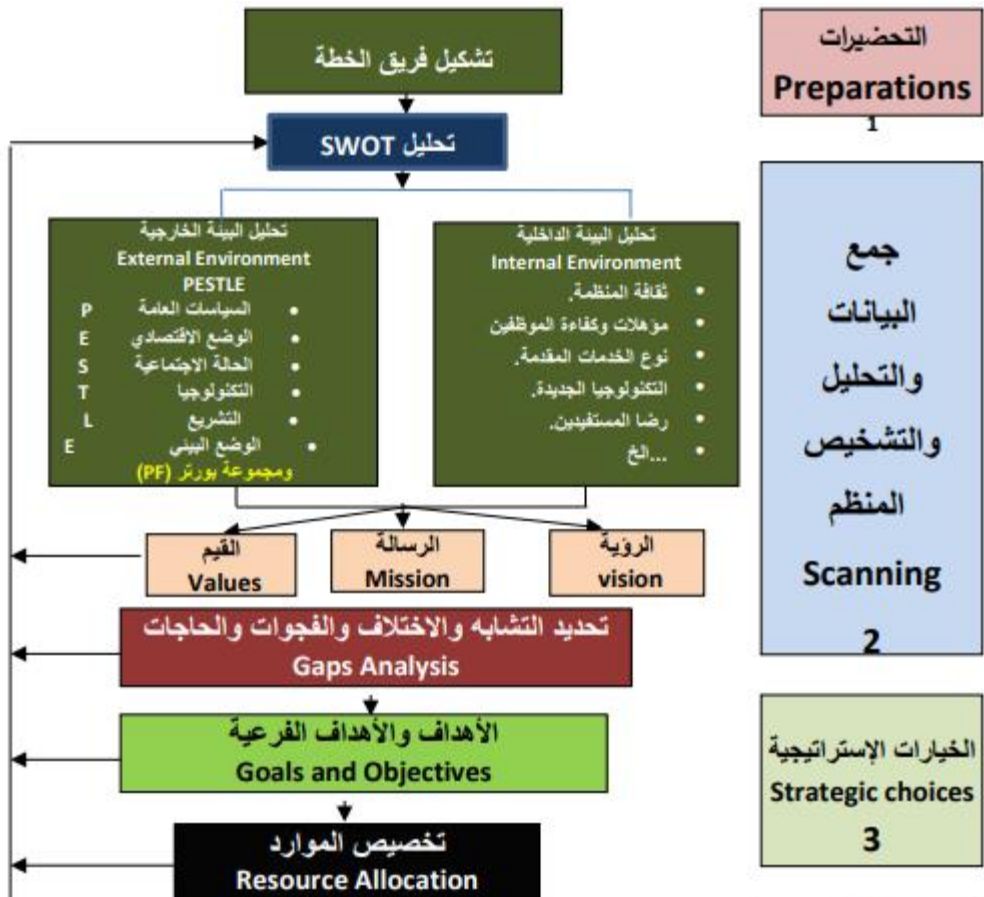 تشكيل فريق الخطة
تحليل SWOT
تحليل البيئة الداخلية
Internal Environment
• ثقافة المنظمة.
• مؤهلات وكفاءة الموظفين
• نوع الخدمات المقدمة.
• التكنولوجيا الجديدة.
• رضا المستفيدين.
• ...الخ
تحليل البيئة الخارجية
External Environment
PESTLE
• السياسات العامة P
• الوضع الاقتصادي E
• الحالة الاجتماعية S
• التكنولوجيا T
• التشريع L
• الوضع البيئي E
ومجموعة بورتر (PF)
الرؤية
vision
الرسالة
Mission
القيم
Values
تحديد التشابه والاختلاف والفجوات والحاجات
Gaps Analysis
الأهداف والأهداف الفرعية
Goals and Objectives
تخصيص الموارد
Resource Allocation
التحضيرات
Preparations
1
جمع
البيانات
والتحليل
والتشخيص
المنظم
Scanning
2
الخيارات الإستراتيجية
Strategic choices
3